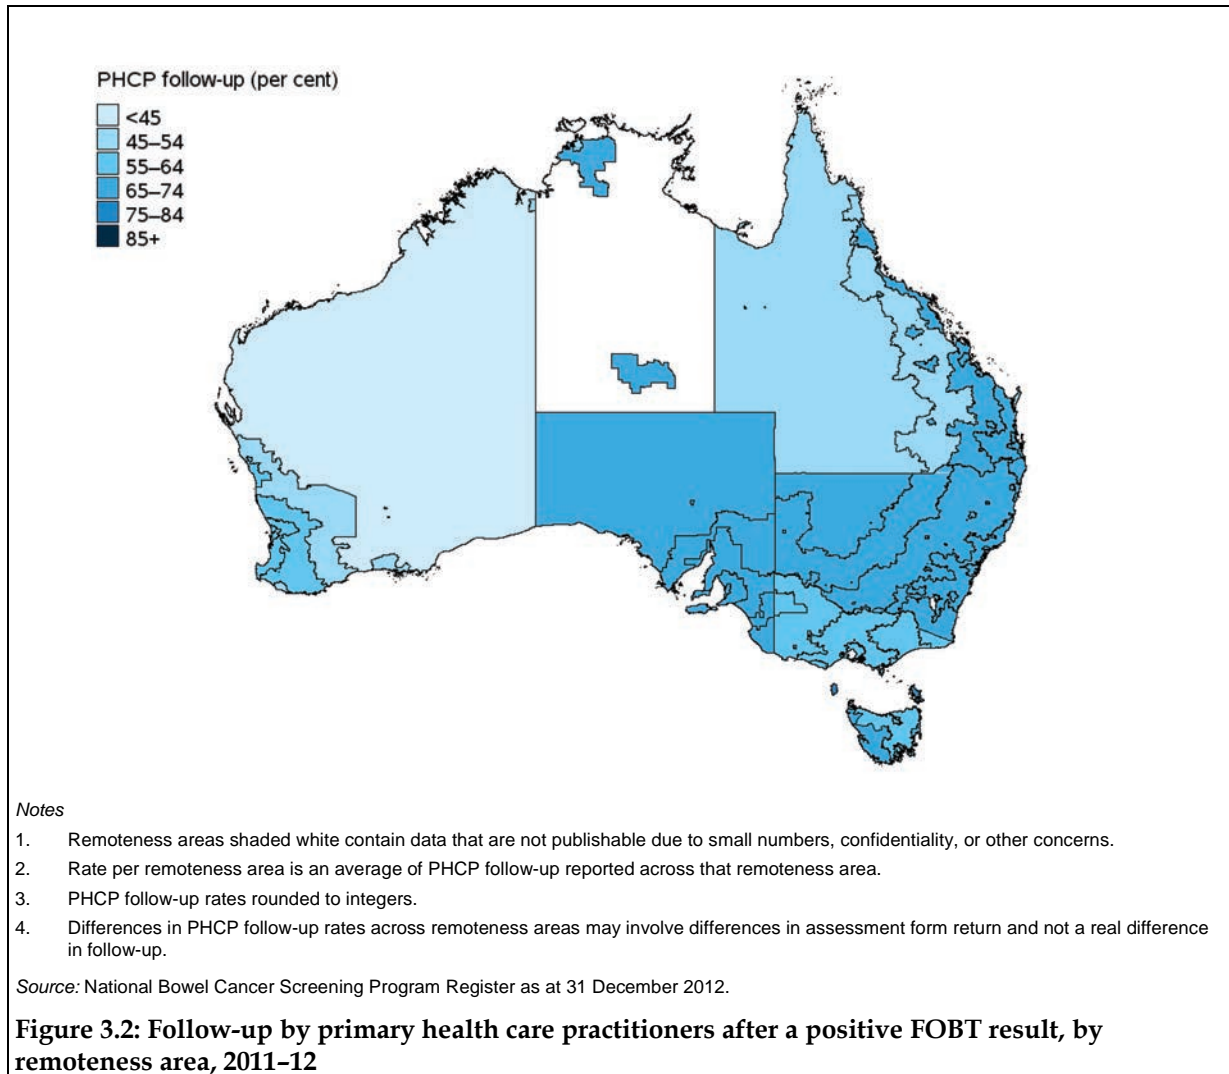 PHCP follow-up (per cent)
<45
45–54
55–64
65–74
75–84
85+
Notes
1. Remoteness areas shaded white contain data that are not publishable due to small numbers, confidentiality, or other concerns.
2. Rate per remoteness area is an average of PHCP follow-up reported across that remoteness area.
3. PHCP follow-up rates rounded to integers.
4. Differences in PHCP follow-up rates across remoteness areas may involve differences in assessment form return and not a real difference
in follow-up.
Source: National Bowel Cancer Screening Program Register as at 31 December 2012.
Figure 3.2: Follow-up by primary health care practitioners after a positive FOBT result, by
remoteness area, 2011–12